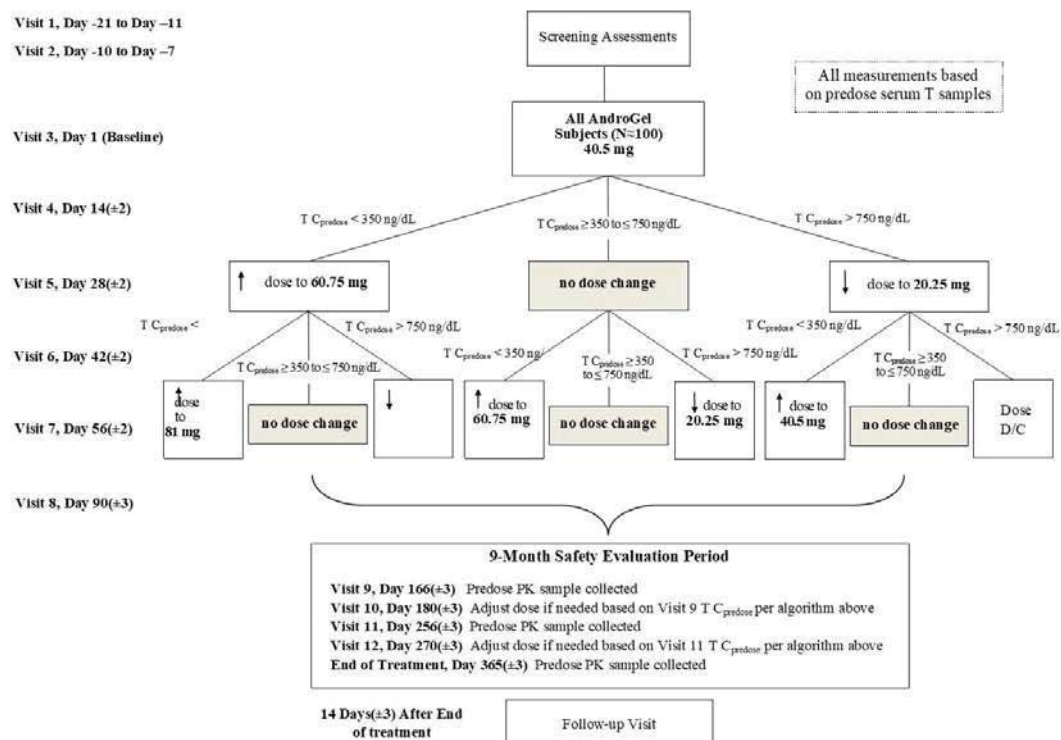 Visit 1, Day -21 to Day –11
Visit 2, Day -10 to Day –7
Screening Assessments
All measurements based
on predose serum T samples
Visit 3, Day 1 (Baseline)
All AndroGel
Subjects (N≈100)
40.5 mg
Visit 4, Day 14(±2)
T Cpredose < 350 ng/dL
T Cpredose ≥ 350 to ≤ 750 ng/dL
T Cpredose > 750 ng/dL
Visit 5, Day 28(±2)
↑ dose to 60.75 mg
no dose change
↓ dose to 20.25 mg
Visit 6, Day 42(±2)
T Cpredose <
T Cpredose ≥ 350 to ≤ 750 ng/dL
T Cpredose > 750 ng/dL
T Cpredose < 350 ng/
T Cpredose ≥350
to ≤ 750 ng/dL
T Cpredose > 750 ng/dL
T Cpredose < 350 ng/dL
T Cpredose ≥350
to ≤ 750 ng/dL
T Cpredose > 750 ng/dL
Visit 7, Day 56(±2)
↑
dose
to
81 mg
no dose change
↓
↑ dose to
60.75 mg
no dose change
↓ dose to
20.25 mg
↑ dose to
40.5 mg
no dose change
Dose
D/C
Visit 8, Day 90(±3)
9-Month Safety Evaluation Period
Visit 9, Day 166(±3) Predose PK sample collected
Visit 10, Day 180(±3) Adjust dose if needed based on Visit 9 T Cpredose per algorithm above
Visit 11, Day 256(±3) Predose PK sample collected
Visit 12, Day 270(±3) Adjust dose if needed based on Visit 11 T Cpredose per algorithm above
End of Treatment, Day 365(±3) Predose PK sample collected
14 Days(±3) After End
of treatment
Follow-up Visit